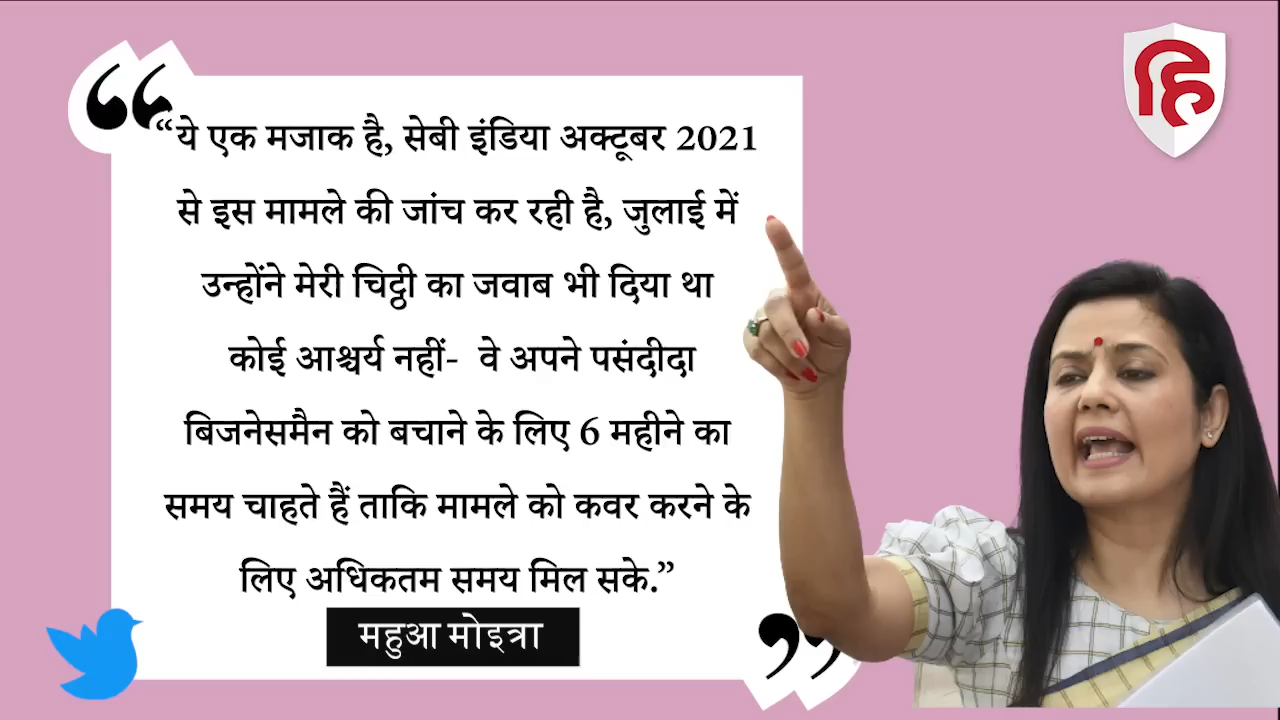 “ये एक मजाक है, सेबी इंडिया अक्टूबर 2021
से इस मामले की जांच कर रही है, जुलाई में
उन्होंने मेरी चिट्ठी का जवाब भी दिया था
कोई आश्चर्य नहीं- वे अपने पसंदीदा
बिजनेसमैन को बचाने के लिए 6 महीने का
समय चाहते हैं ताकि मामले को कवर करने के
लिए अधिकतम समय मिल सके.”
महुआ मोइत्रा
हि